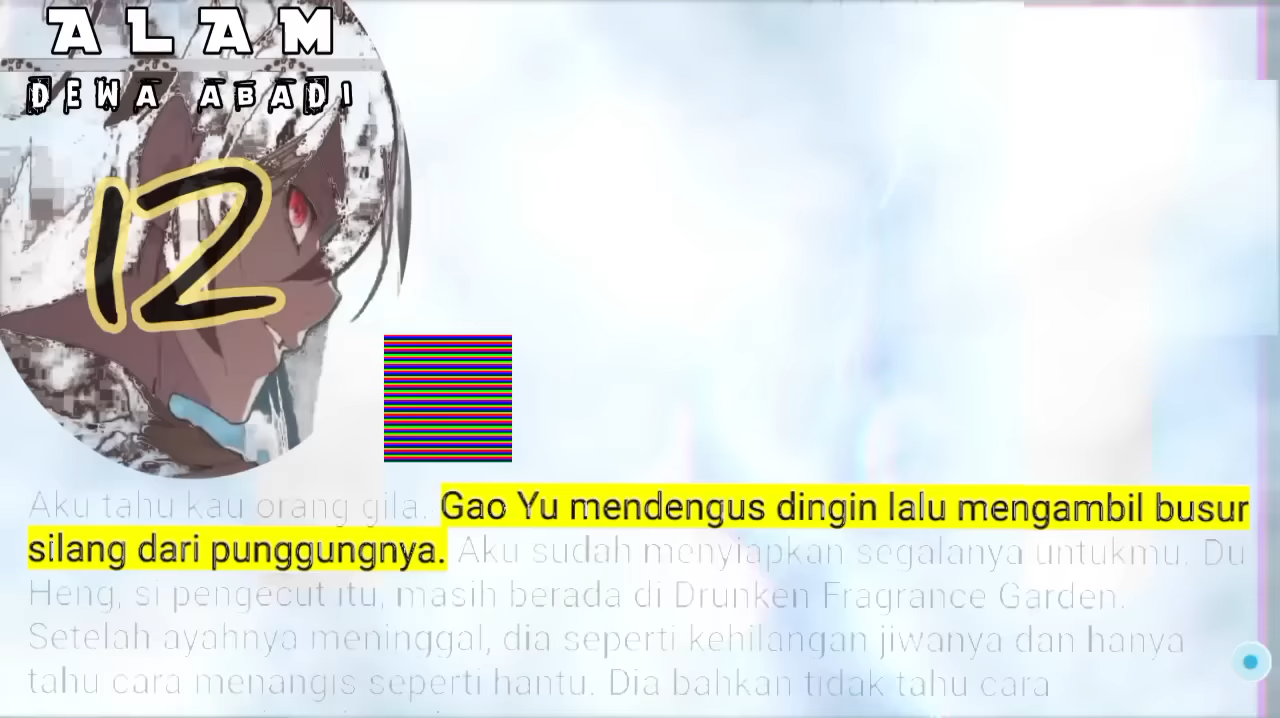 ALAM
DEWA ABADI
12
Aku tahu kau orang gila. Gao Yu mendengus dingin lalu mengambil busur
silang dari punggungnya. Aku sudah menyiapkan segalanya untukmu. Du
Heng, si pengecut itu, masih berada di Drunken Fragrance Garden.
Setelah ayahnya meninggal, dia seperti kehilangan jiwanya dan hanya
tahu cara menangis seperti hantu. Dia bahkan tidak tahu cara